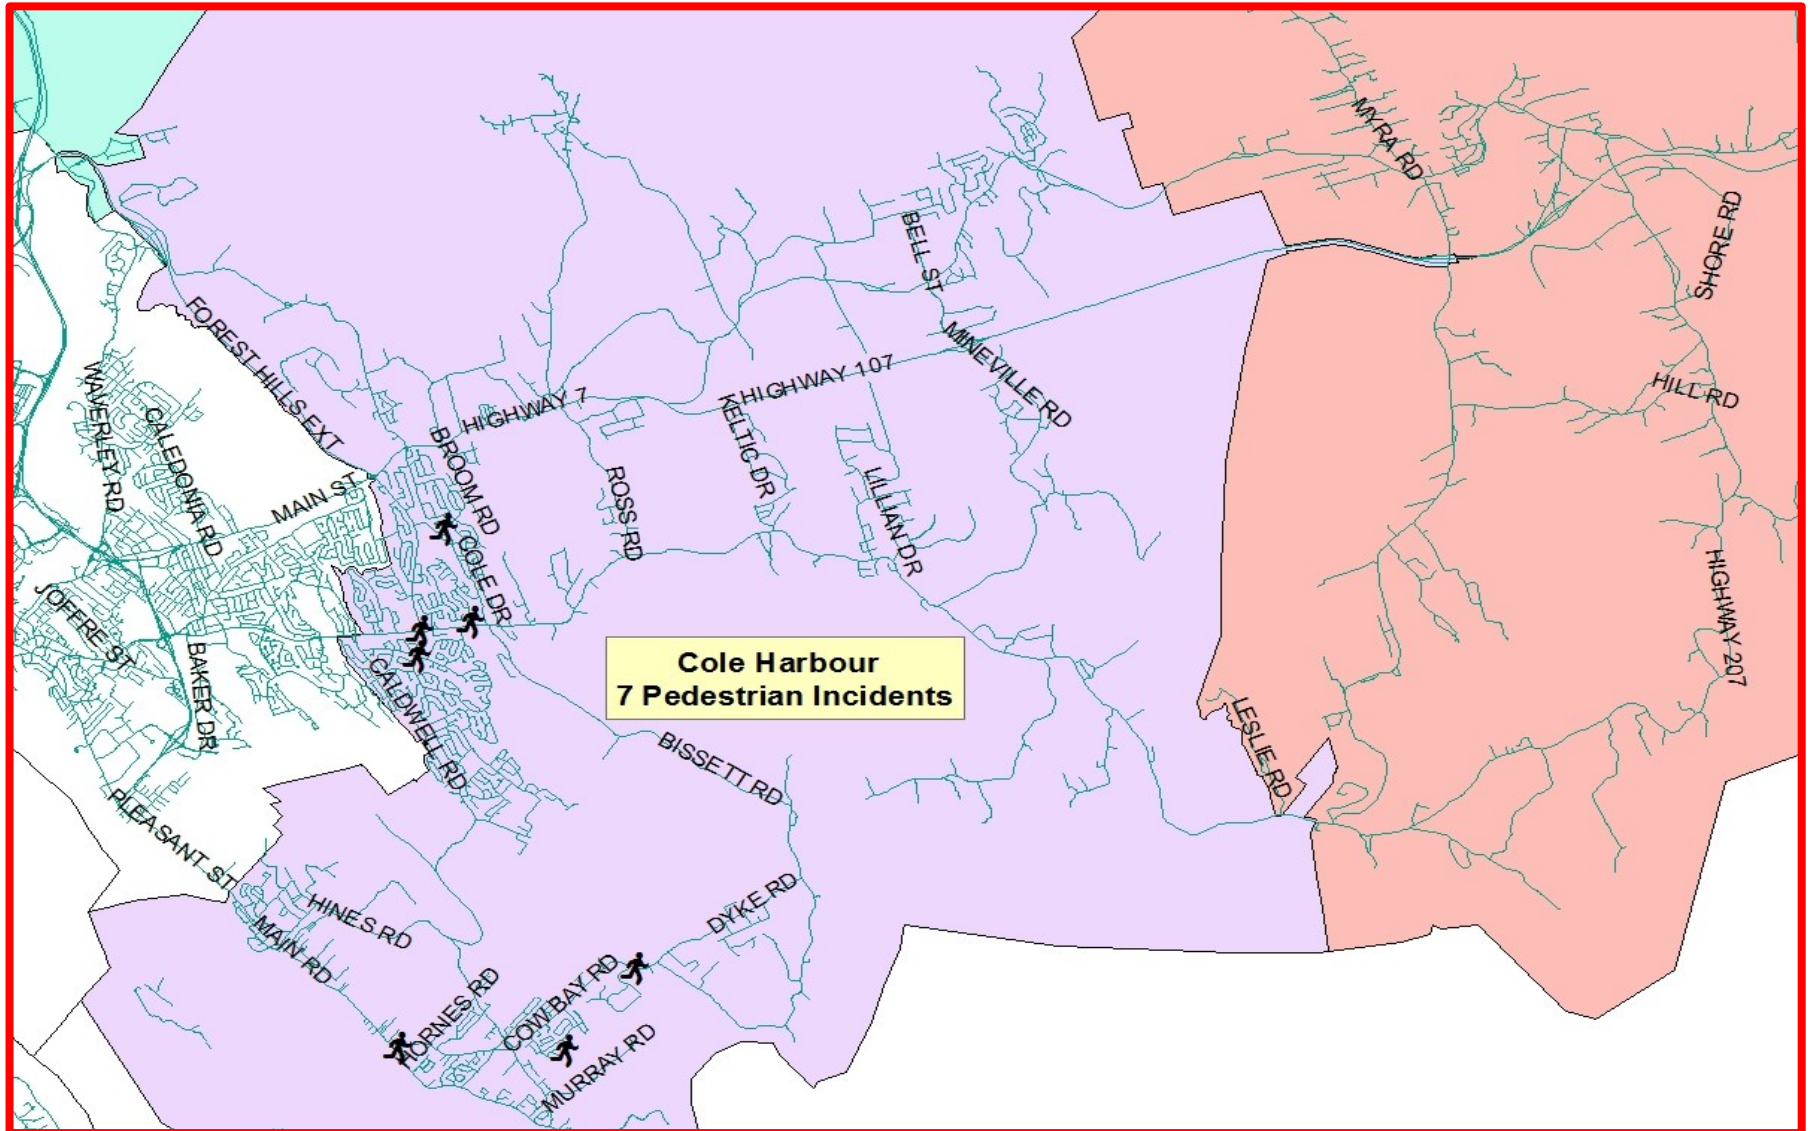 MYRA RD
SHORE RD
BELL ST
FOREST HILLS EXT
MINEVILLE RD
HIGHWAY 107
HIGHWAY 7
HILL RD
WAVERLEY RD
CALEDONIA RD
KELTIC DR
BROOM RD
MAIN ST
ROSS RD
LILLIAN DR
COLE DR
HIGHWAY 207
JOFFRE ST
BAKER DR
CALDWELL RD
Cole Harbour
7 Pedestrian Incidents
LESLIE RD
BISSETT RD
PLEASANT ST
DYKE RD
HINES RD
MAIN RD
HORNES RD
COW BAY RD
MURRAY RD